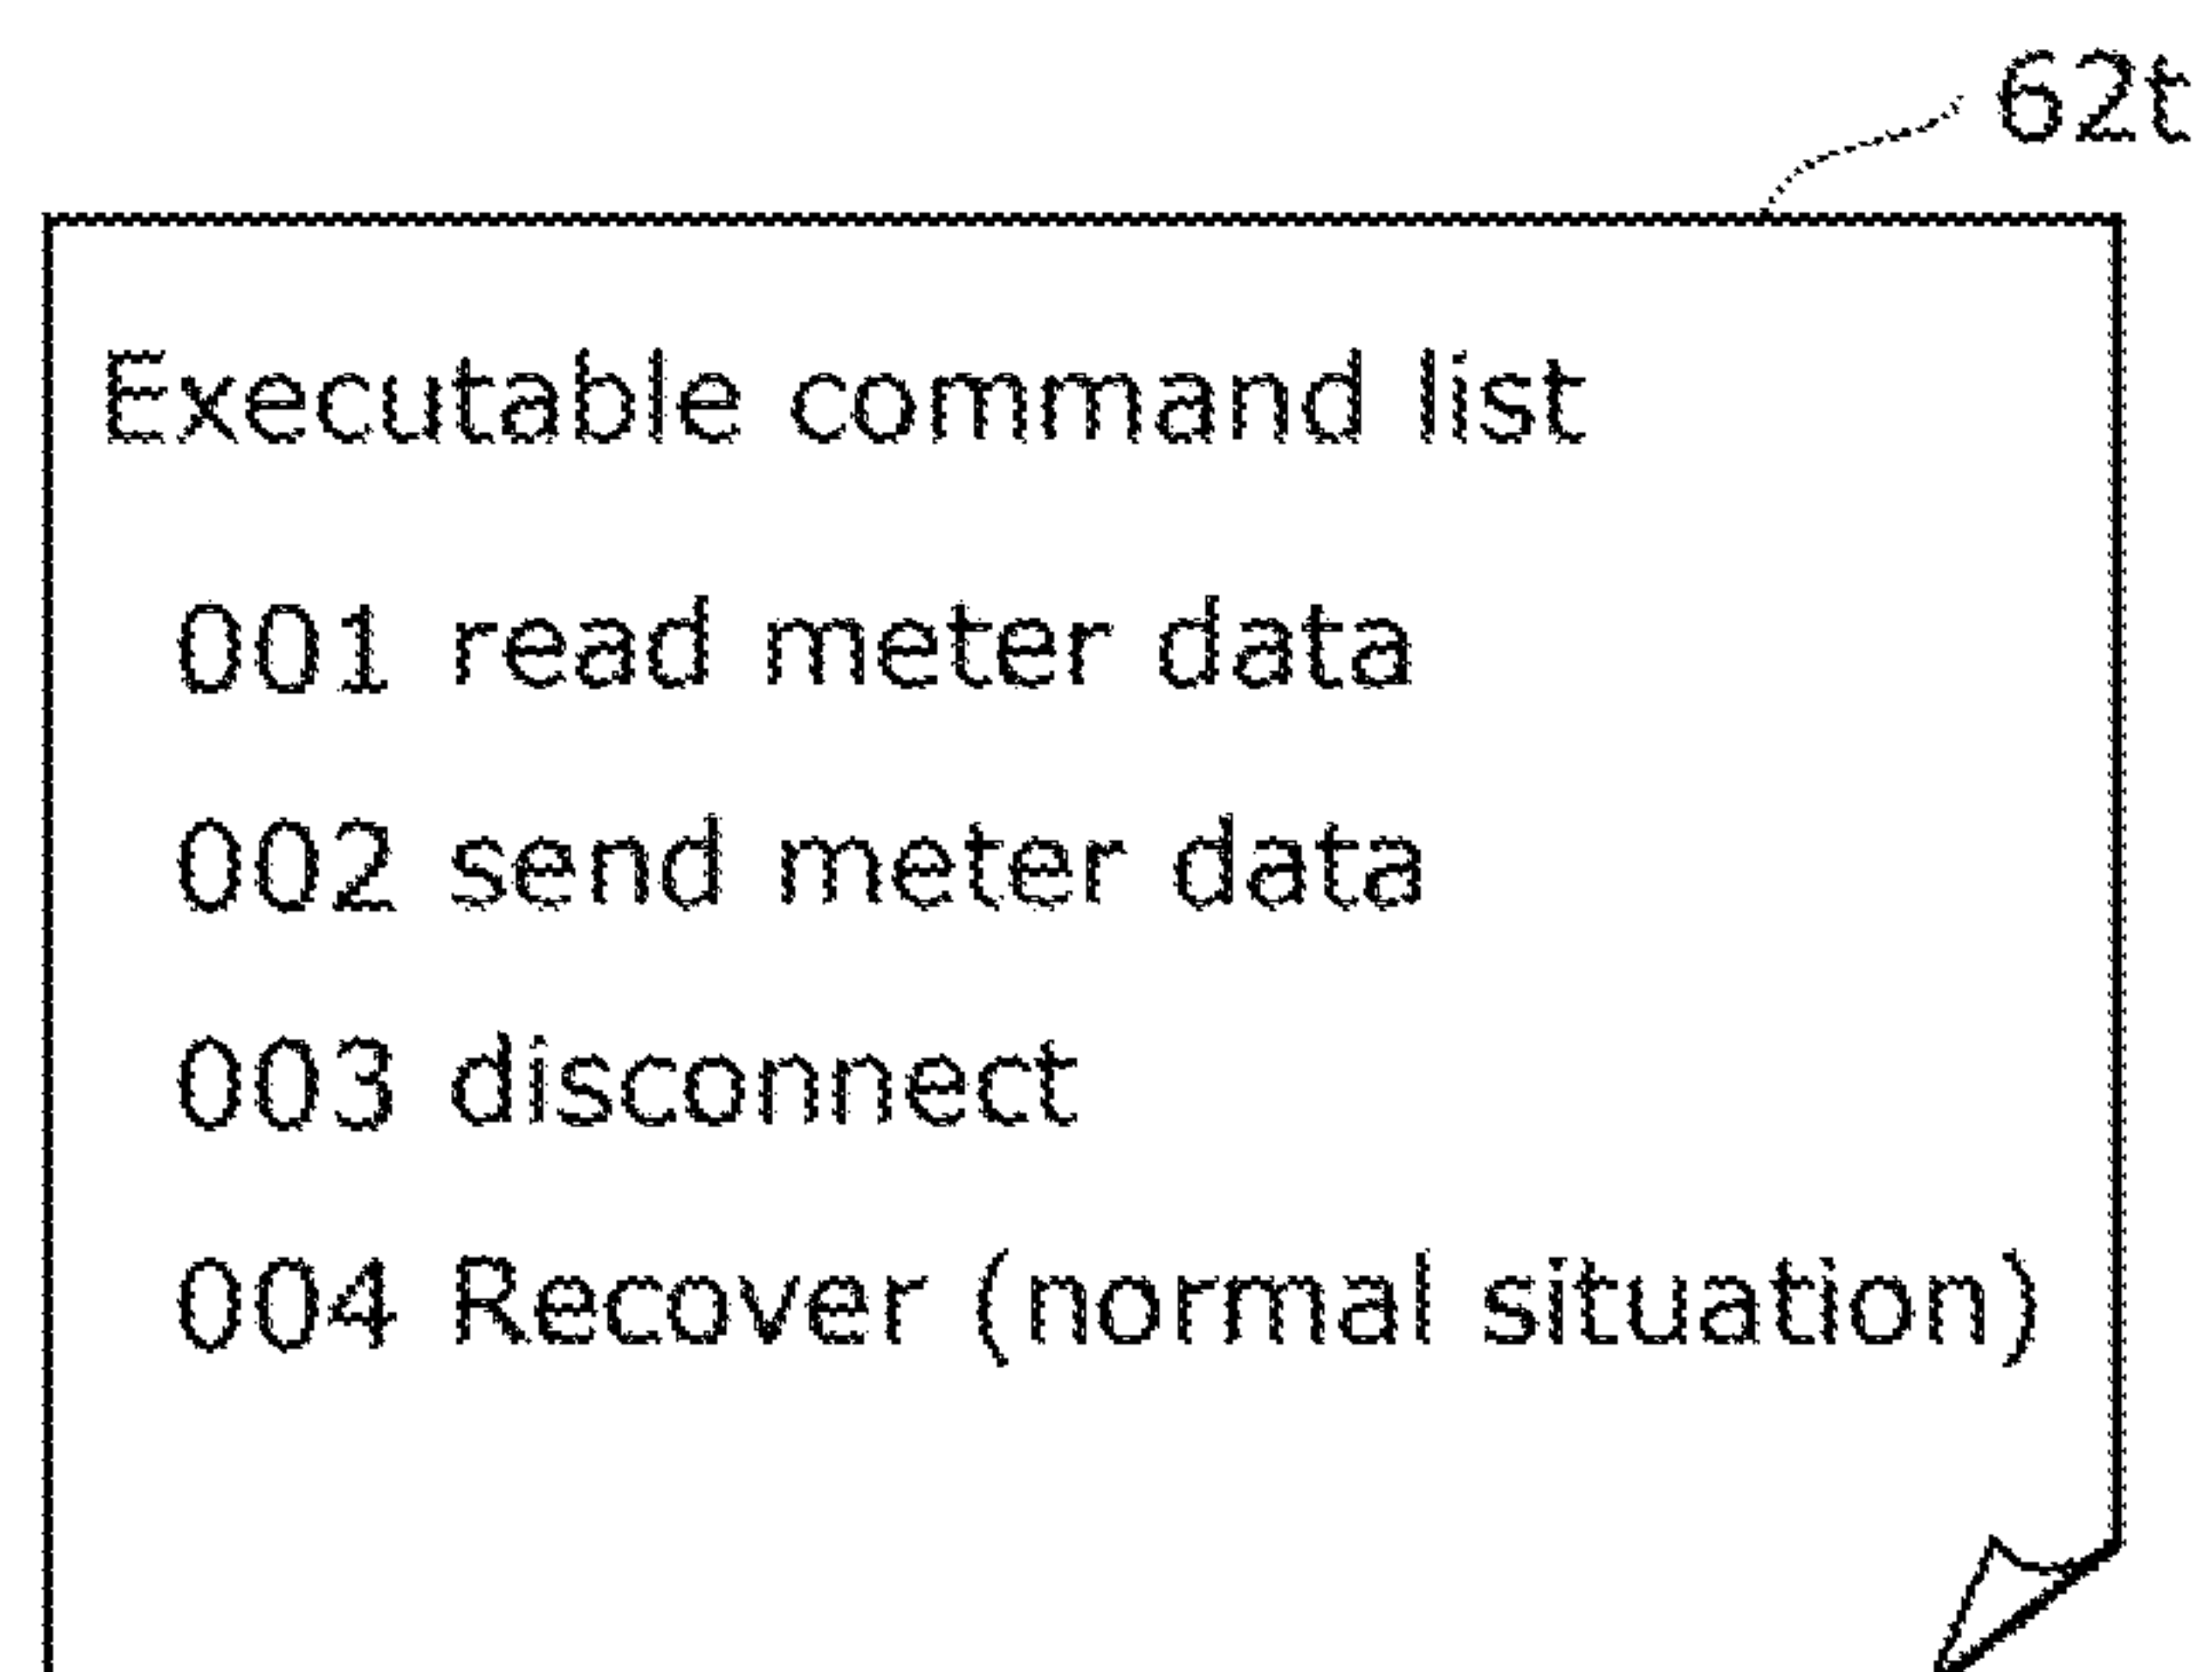 62t
Executable command list
001 read meter data
002 send meter data
003 disconnect
004 Recover (normal situation)